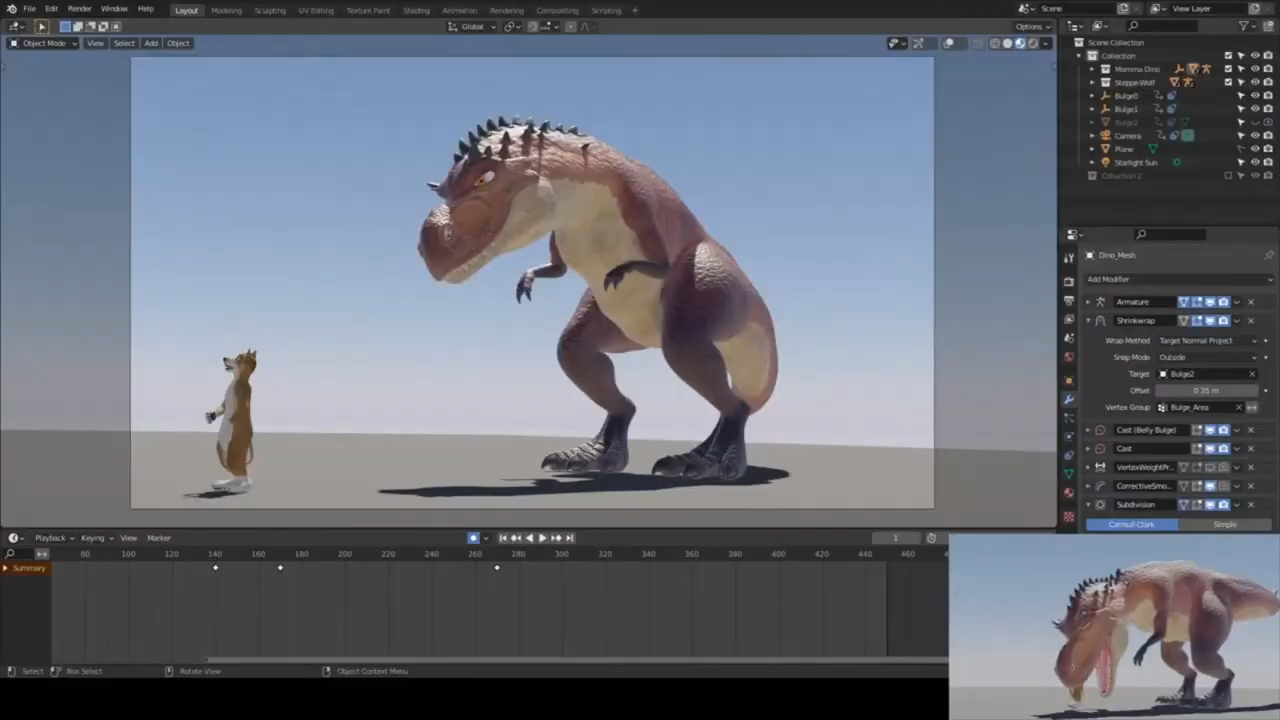 File Edit Render Window Help Layout Modeling Sculpting UV Editing Texture Paint Shading Animation Rendering Compositing Scripting + Scene View Layer
Global Options
Object Mode View Select Add Object
Scene Collection
Collection
Momma Dino
Steppe-Wolf
Bulge0
Bulge1
Bulge2
Camera
Plane
Starlight Sun
Collection 2
Dino_Mesh
Add Modifier
Armature
Shrinkwrap
Wrap Method Target Normal Project
Snap Mode Outside
Target Bulge2
Offset 0.35 m
Vertex Group Bulge_Area
Cast (Belly Bulge)
Cast
VertexWeightPr...
CorrectiveSmo...
Subdivision
Catmull-Clark Simple
Playback Keying View Marker 1
80 100 120 140 160 180 200 220 240 260 280 300 320 340 360 380 400 420 440 460
Summary
Select Box Select Rotate View Object Context Menu